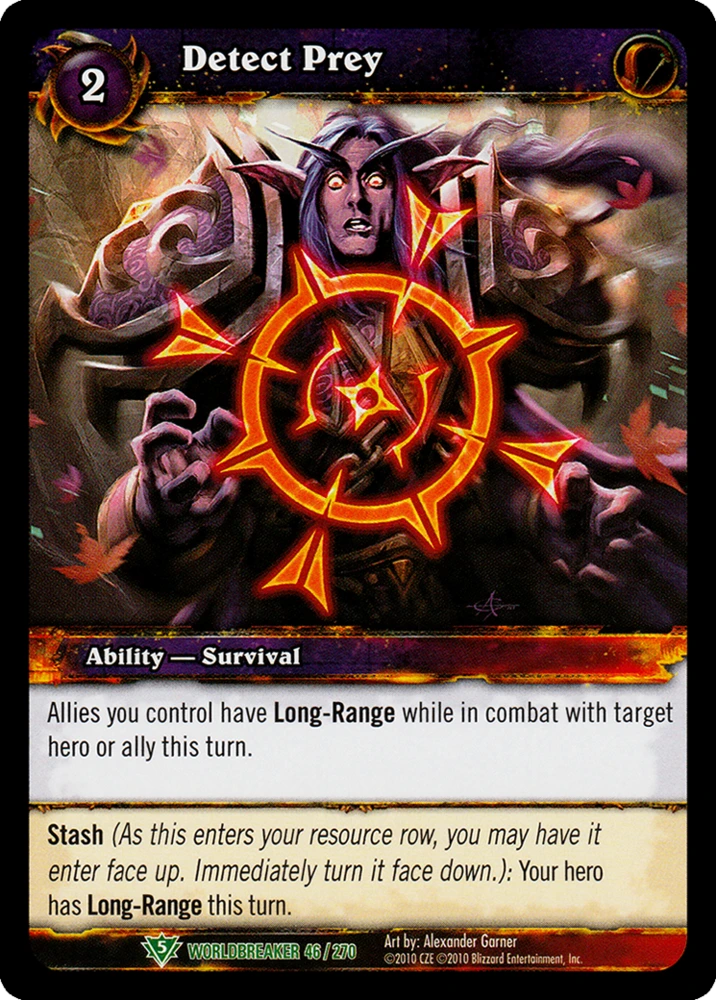 2
Detect Prey
Ability — Survival
Allies you control have Long-Range while in combat with target
hero or ally this turn.
Stash (As this enters your resource row, you may have it
enter face up. Immediately turn it face down.): Your hero
has Long-Range this turn.
5 WORLDBREAKER 46/270
Art by: Alexander Garner
©2010 CZE ©2010 Blizzard Entertainment, Inc.